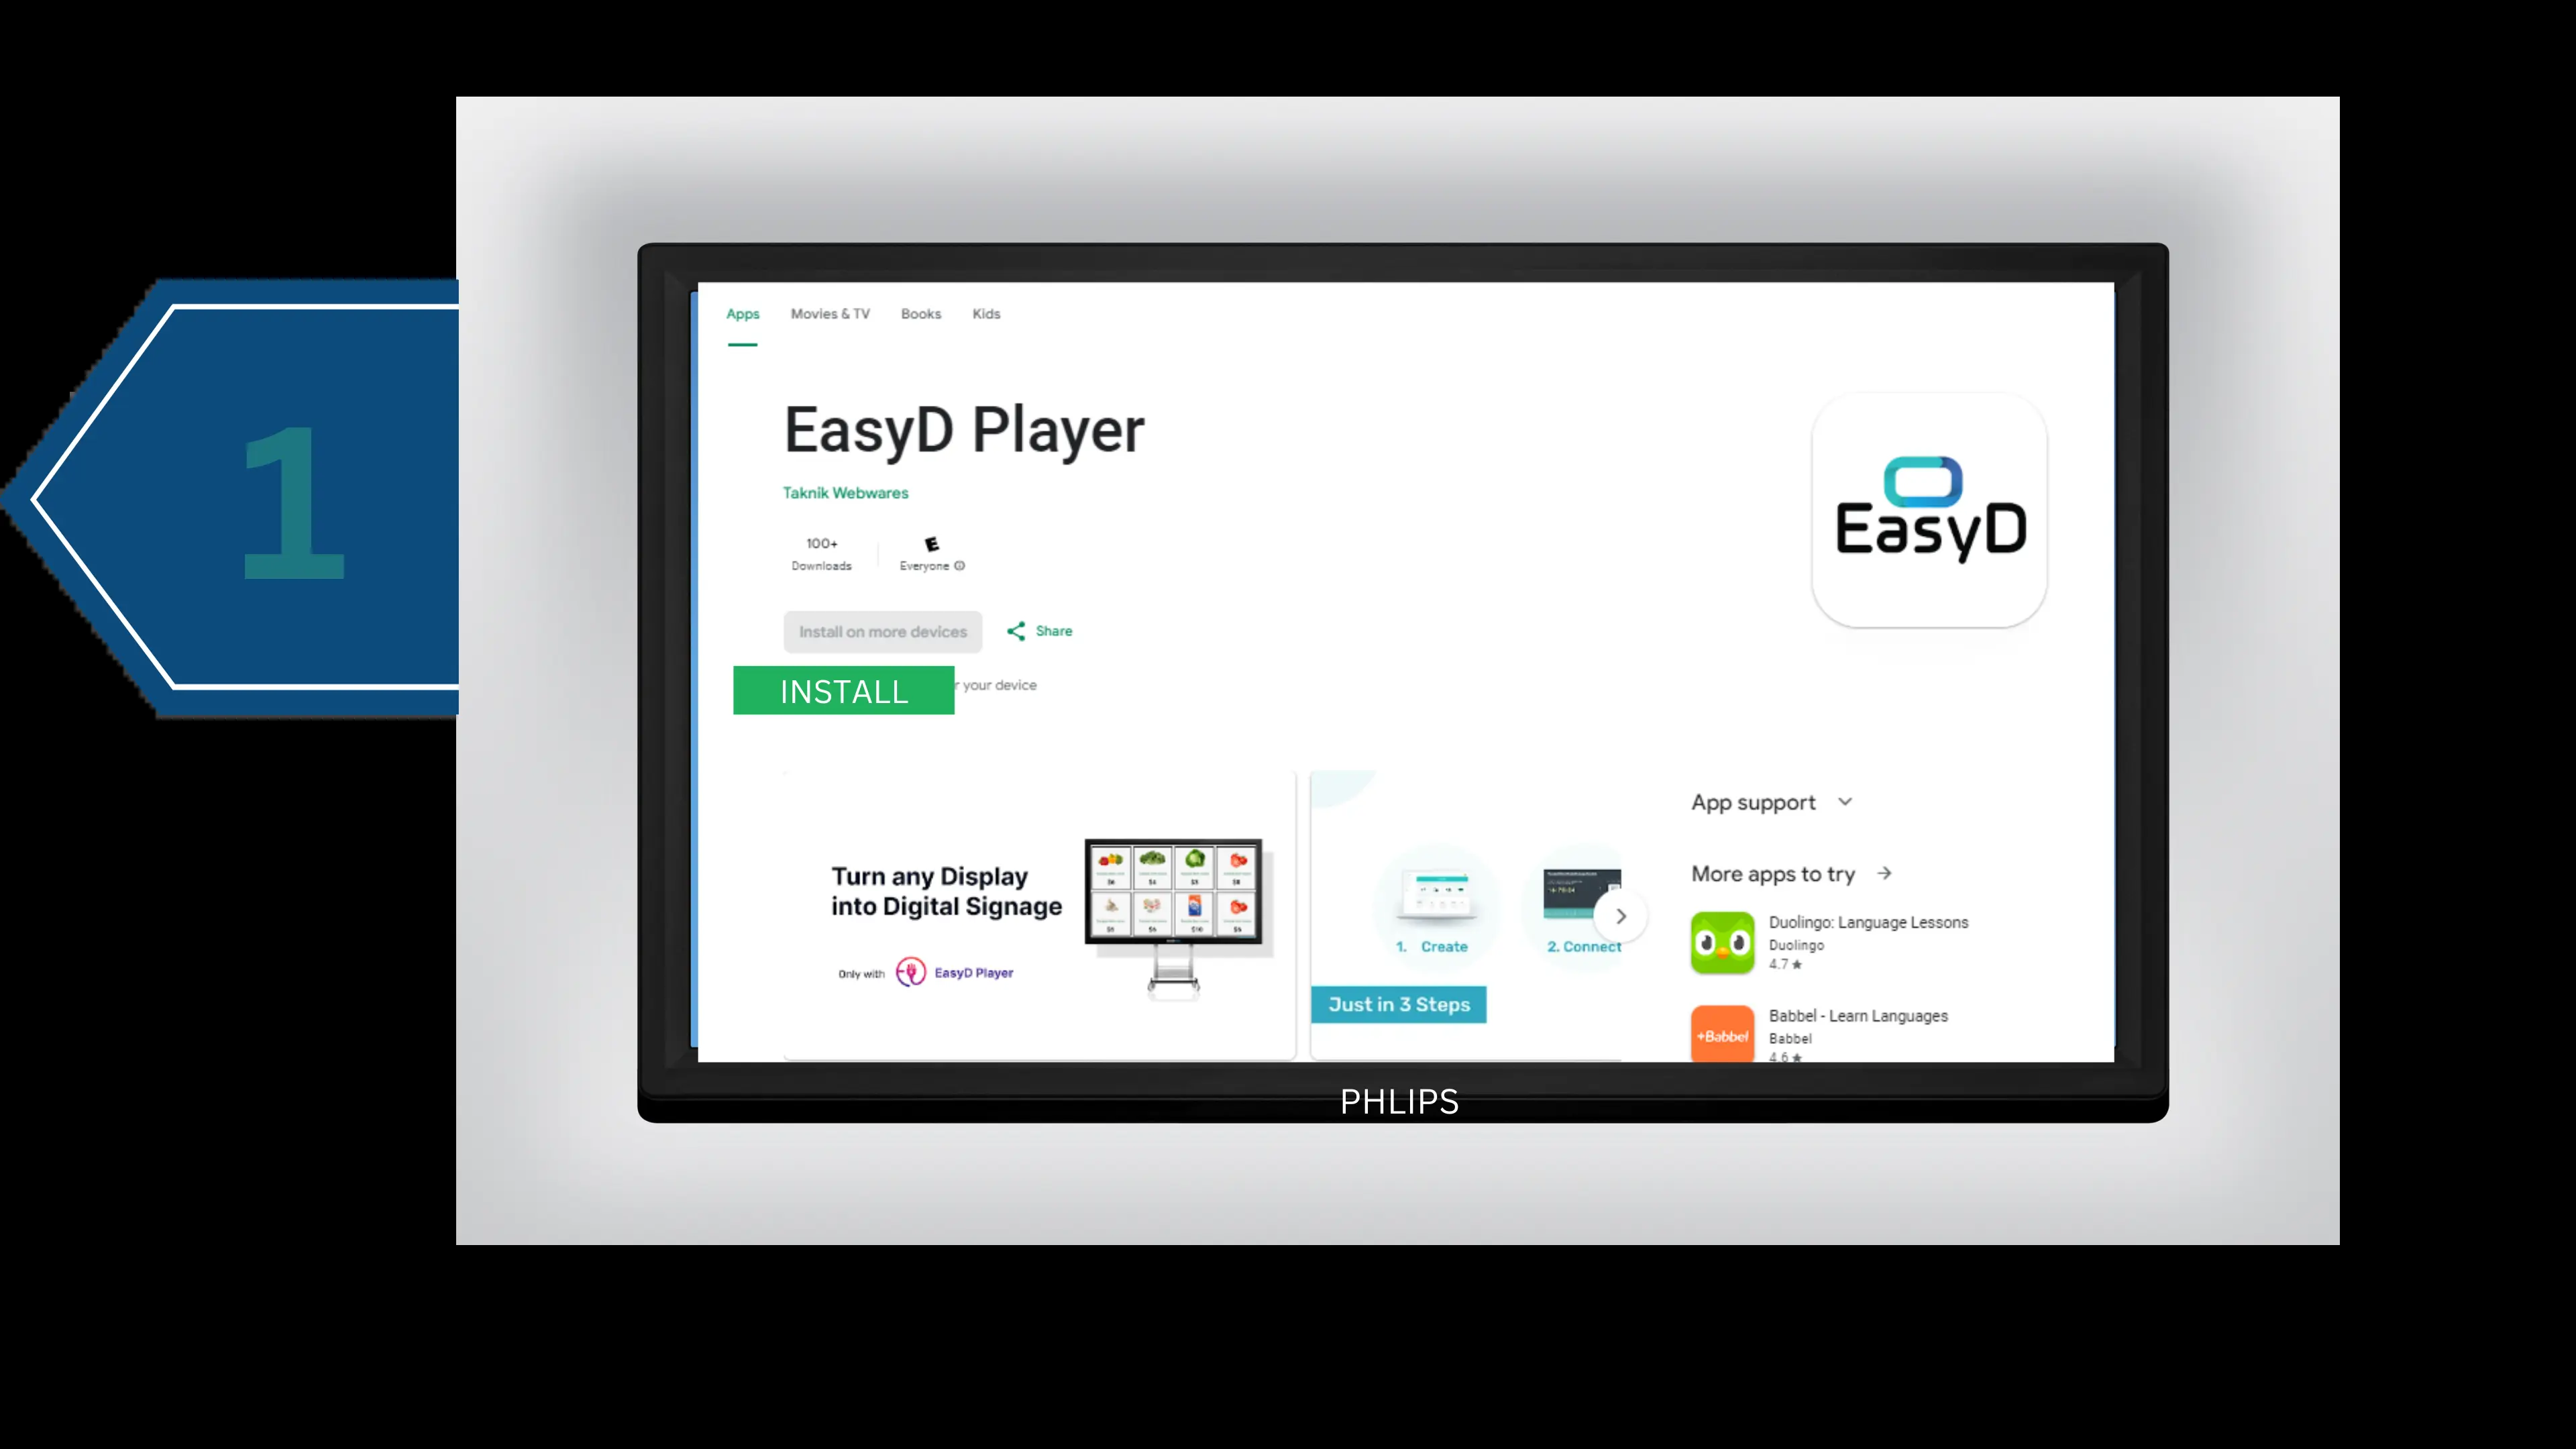 1
Apps Movies & TV Books Kids
EasyD Player
Taknik Webwares
100+
Downloads
E
Everyone
Install on more devices
Share
INSTALL
r your device
EasyD
Turn any Display
into Digital Signage
Only with EasyD Player
1. Create
2. Connect
Just in 3 Steps
App support
More apps to try
Duolingo: Language Lessons
Duolingo
4.7 ★
+Babbel
Babbel - Learn Languages
Babbel
4.6 ★
PHLIPS